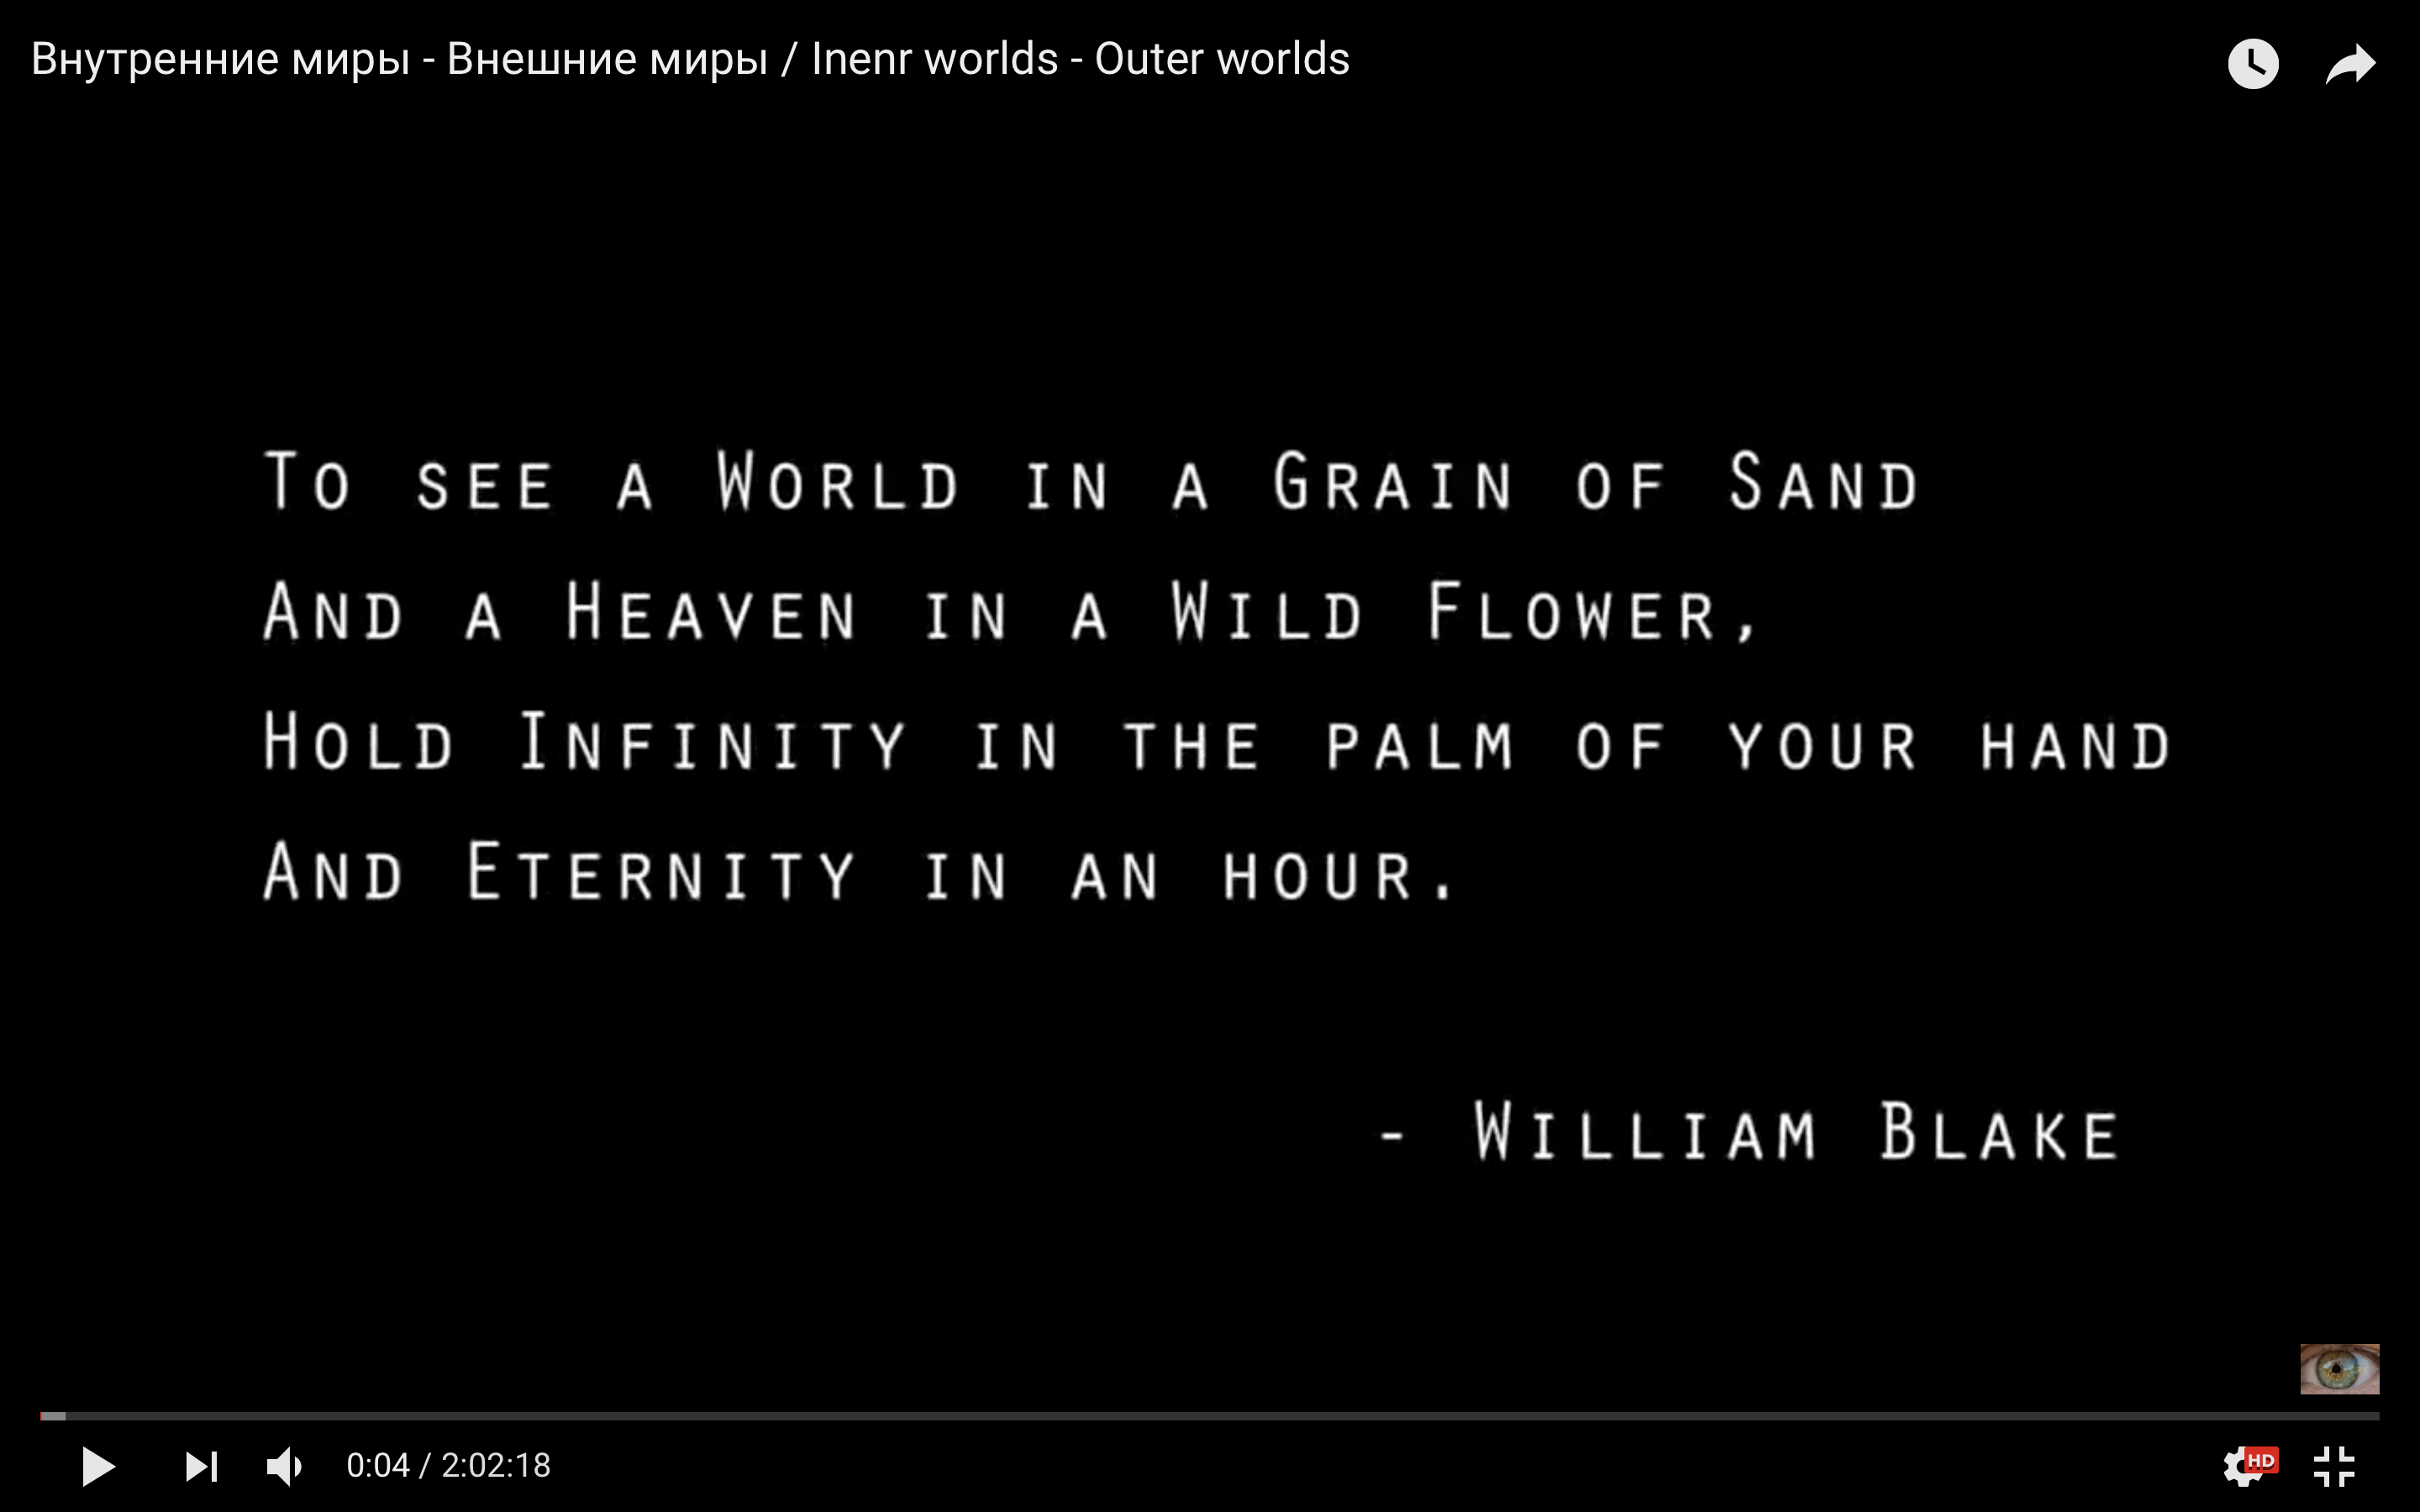 Внутренние миры - Внешние миры / Inenr worlds - Outer worlds
To see a World in a Grain of Sand
And a Heaven in a Wild Flower,
Hold Infinity in the palm of your hand
And Eternity in an hour.
- William Blake
0:04 / 2:02:18
HD